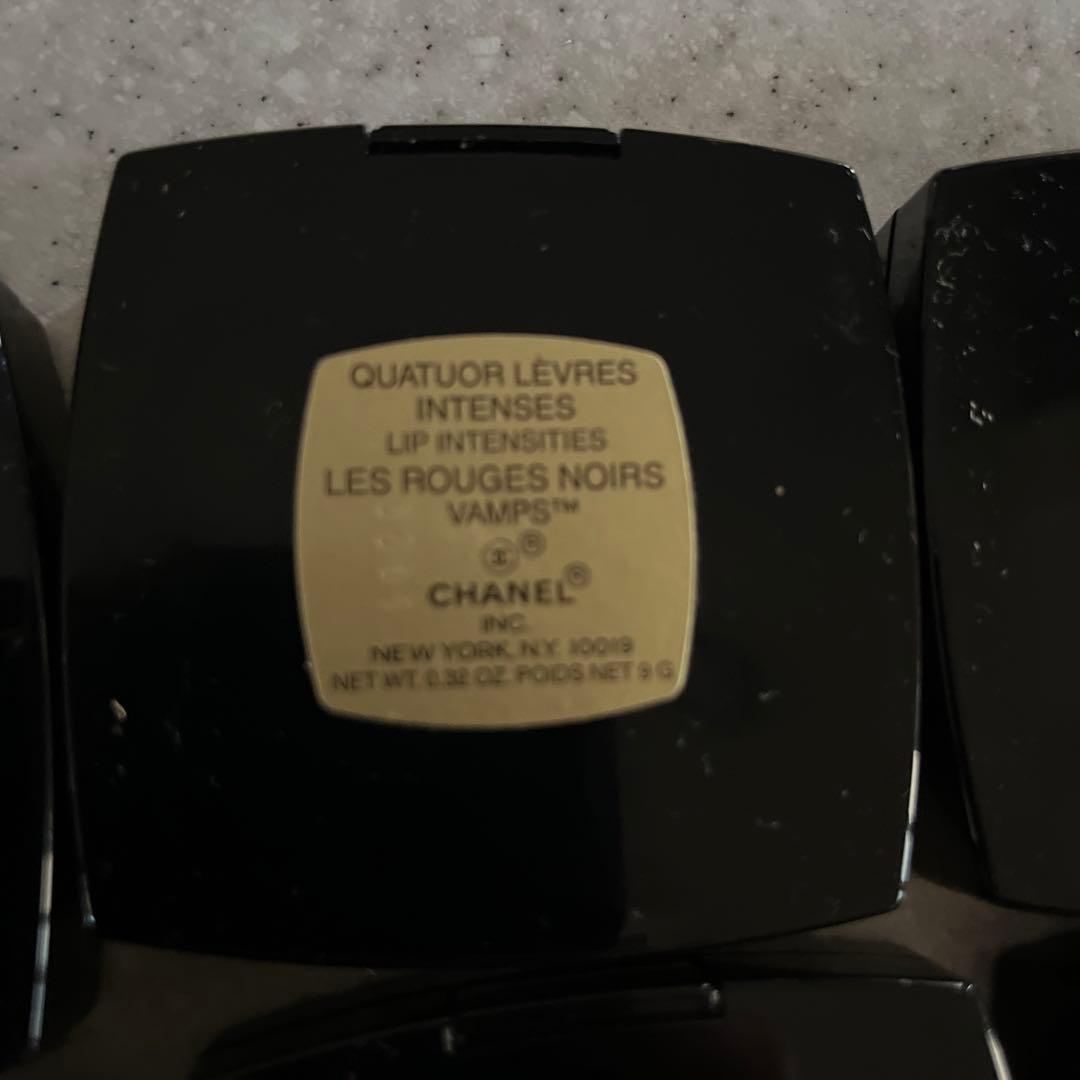 QUATUOR LÈVRES
INTENSES
LIP INTENSITIES
LES ROUGES NOIRS
VAMPS™
®
CHANEL®
INC.
NEW YORK, N.Y. 10019
NET WT. 0.32 OZ. POIDS NET 9 G